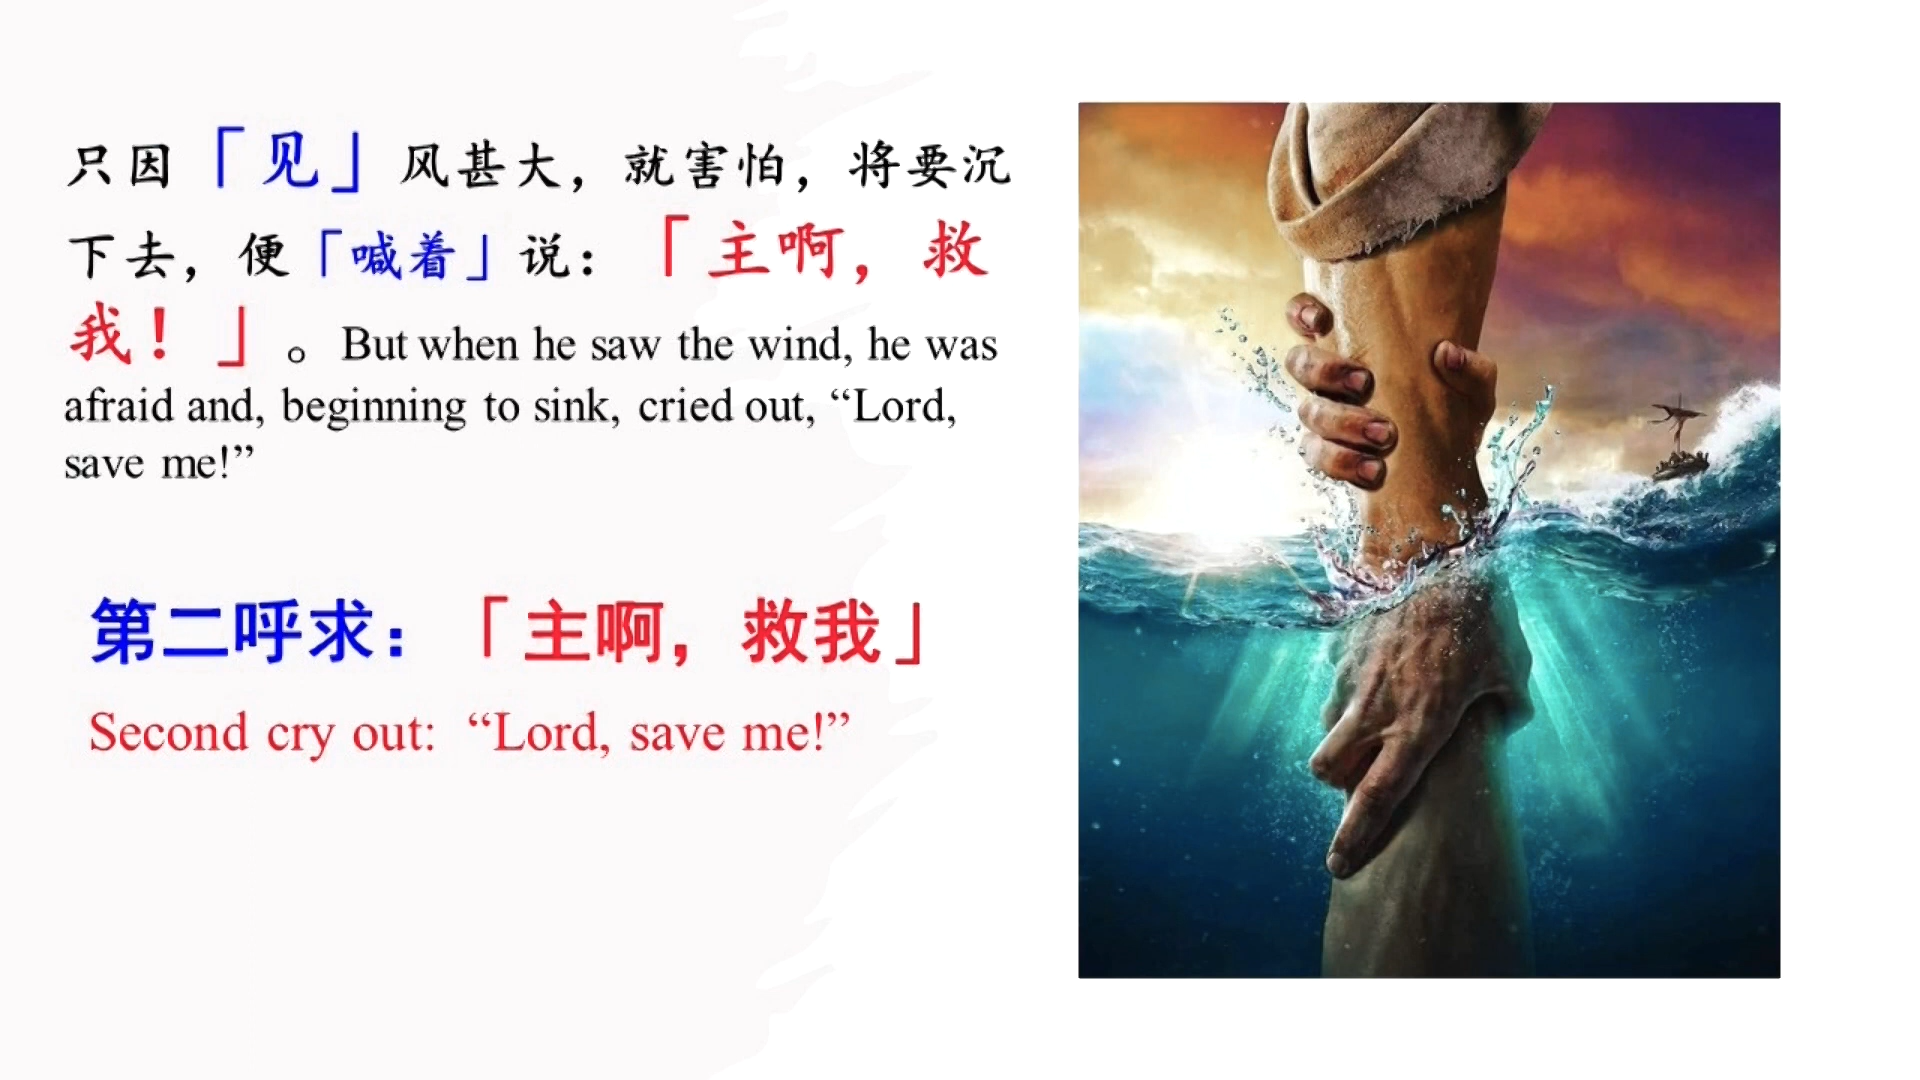 只因「见」风甚大，就害怕，将要沉
下去，便「喊着」说：「主啊，救
我！」。But when he saw the wind, he was
afraid and, beginning to sink, cried out, “Lord,
save me!”
第二呼求：「主啊，救我」
Second cry out: “Lord, save me!”